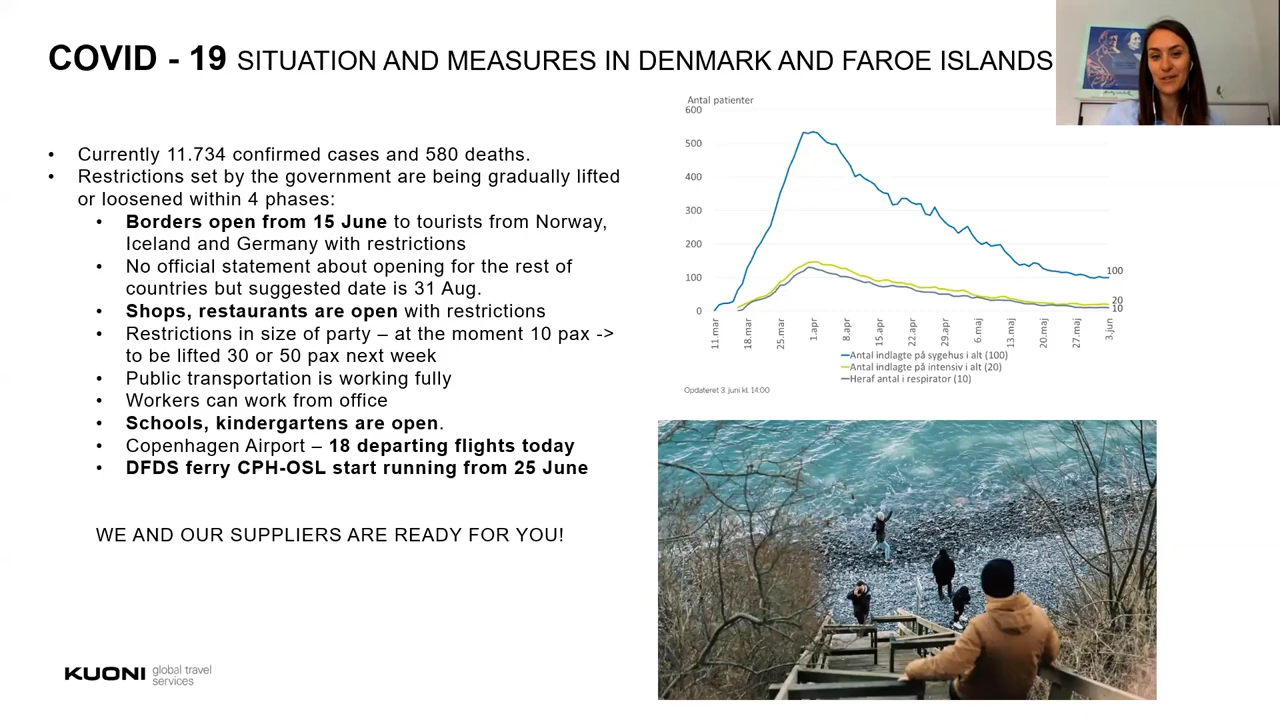 COVID - 19 SITUATION AND MEASURES IN DENMARK AND FAROE ISLANDS
• Currently 11.734 confirmed cases and 580 deaths.
• Restrictions set by the government are being gradually lifted
or loosened within 4 phases:
• Borders open from 15 June to tourists from Norway,
Iceland and Germany with restrictions
• No official statement about opening for the rest of
countries but suggested date is 31 Aug.
• Shops, restaurants are open with restrictions
• Restrictions in size of party – at the moment 10 pax ->
to be lifted 30 or 50 pax next week
• Public transportation is working fully
• Workers can work from office
• Schools, kindergartens are open.
• Copenhagen Airport – 18 departing flights today
• DFDS ferry CPH-OSL start running from 25 June
WE AND OUR SUPPLIERS ARE READY FOR YOU!
KUONI global travel
services
Antal patienter
600
500
400
300
200
100
0
100
20
10
11.mar
18.mar
25.mar
1.apr
8.apr
15.apr
22.apr
29.apr
6.maj
13.maj
20.maj
27.maj
3.jun
Antal indlagte på sygehus i alt (100)
Antal indlagte på intensiv i alt (20)
Heraf antal i respirator (10)
Opdateret 3. juni kl. 14:00